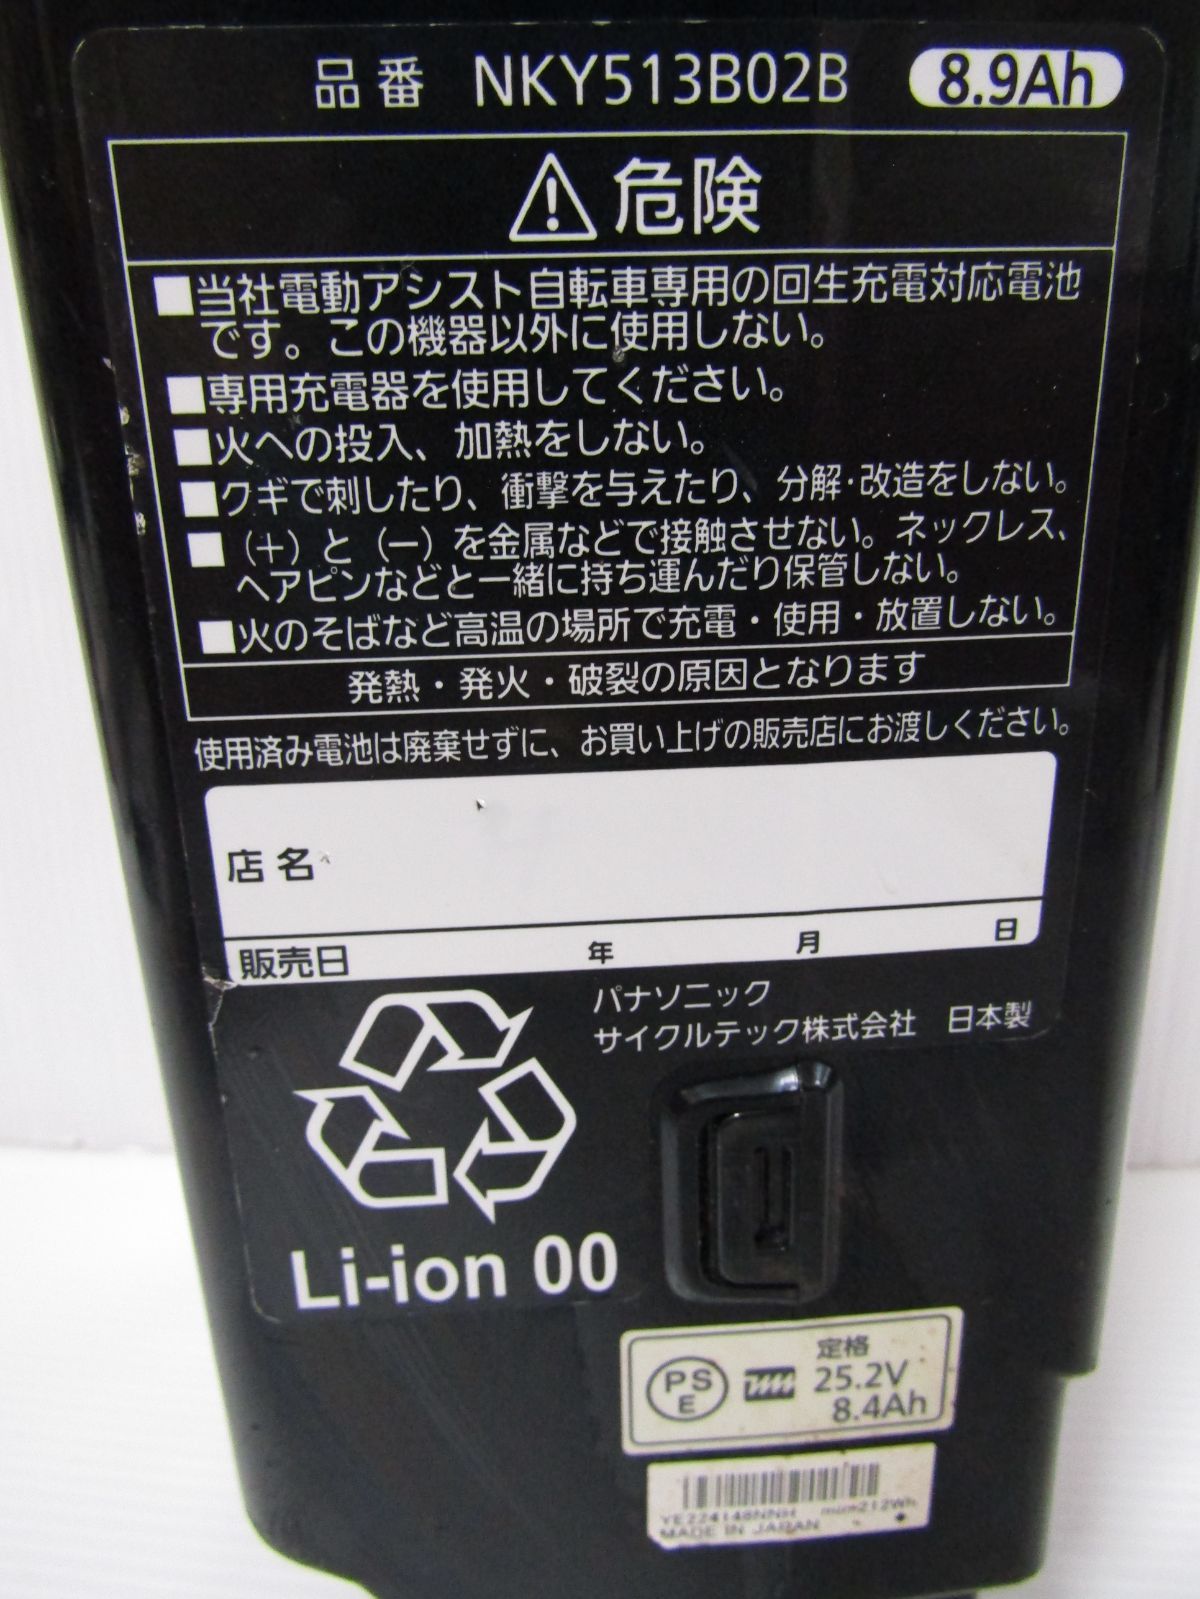 品番 NKY513B02B 8.9Ah
危険
■当社電動アシスト自転車専用の回生充電対応電池
です。この機器以外に使用しない。
■専用充電器を使用してください。
■火への投入、加熱をしない。
■クギで刺したり、衝撃を与えたり、分解・改造をしない。
■（＋）と（ー）を金属などで接触させない。ネックレス、
ヘアピンなどと一緒に持ち運んだり保管しない。
■火のそばなど高温の場所で充電・使用・放置しない。
発熱・発火・破裂の原因となります
使用済み電池は廃棄せずに、お買い上げの販売店にお渡しください。
店名
販売日 年 月 日
パナソニック
サイクルテック株式会社 日本製
Li-ion 00
PS
E
定格
25.2V
8.4Ah
YE224148NNH min212Wh
MADE IN JAPAN